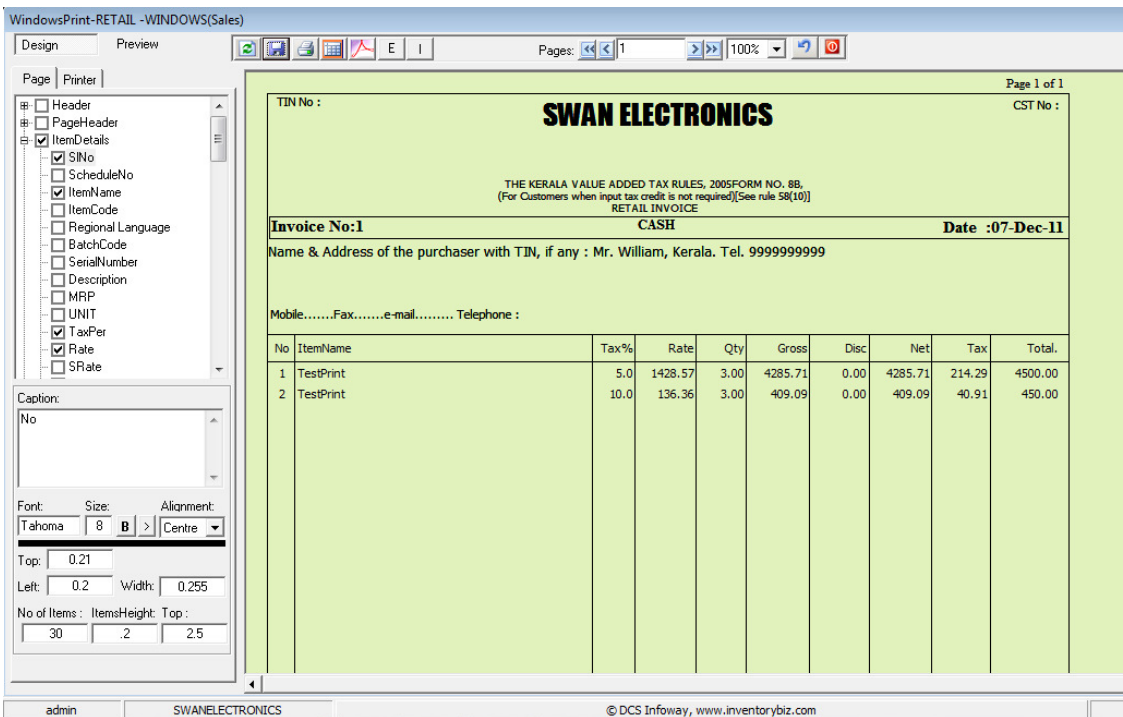 WindowsPrint-RETAIL -WINDOWS(Sales)
Design Preview E I Pages: 1 100%
Page Printer
Header
PageHeader
ItemDetails
SlNo
ScheduleNo
ItemName
ItemCode
Regional Language
BatchCode
SerialNumber
Description
MRP
UNIT
TaxPer
Rate
SRate
Caption:
No
Font: Size: Alignment:
Tahoma 8 B > Centre
Top: 0.21
Left: 0.2 Width: 0.255
No of Items : ItemsHeight: Top :
30 .2 2.5
Page 1 of 1
TIN No : CST No :
SWAN ELECTRONICS
THE KERALA VALUE ADDED TAX RULES, 2005FORM NO. 8B,
(For Customers when input tax credit is not required)[See rule 58(10)]
RETAIL INVOICE
Invoice No:1 CASH Date :07-Dec-11
Name & Address of the purchaser with TIN, if any : Mr. William, Kerala. Tel. 9999999999
Mobile.......Fax.......e-mail......... Telephone :
No ItemName Tax% Rate Qty Gross Disc Net Tax Total.
1 TestPrint 5.0 1428.57 3.00 4285.71 0.00 4285.71 214.29 4500.00
2 TestPrint 10.0 136.36 3.00 409.09 0.00 409.09 40.91 450.00
admin SWANELECTRONICS © DCS Infoway, www.inventorybiz.com